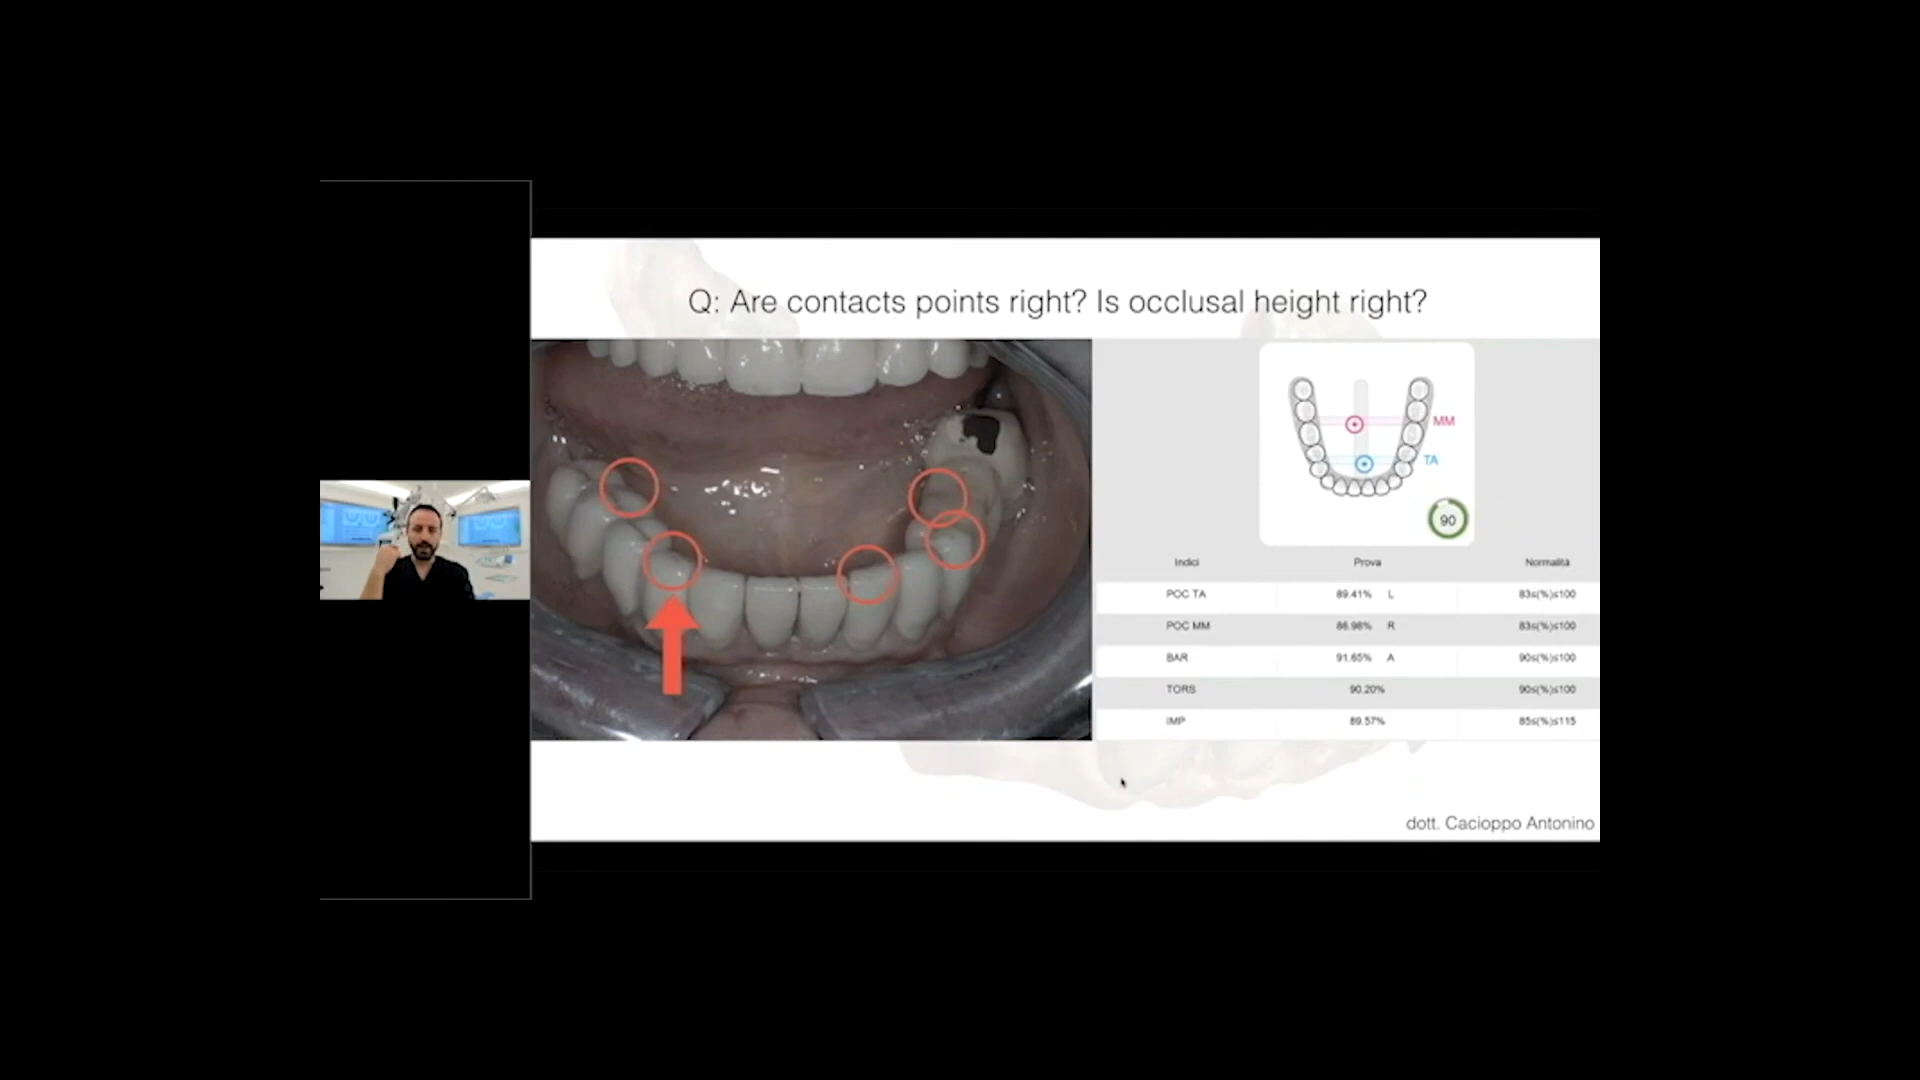 Q: Are contacts points right? Is occlusal height right?
MM
TA
90
Indici Prova Normalità
POC TA 89.41% L 83≤(%)≤100
POC MM 86.98% R 83≤(%)≤100
BAR 91.65% A 90≤(%)≤100
TORS 90.20% 90≤(%)≤100
IMP 89.57% 85≤(%)≤115
dott. Cacioppo Antonino